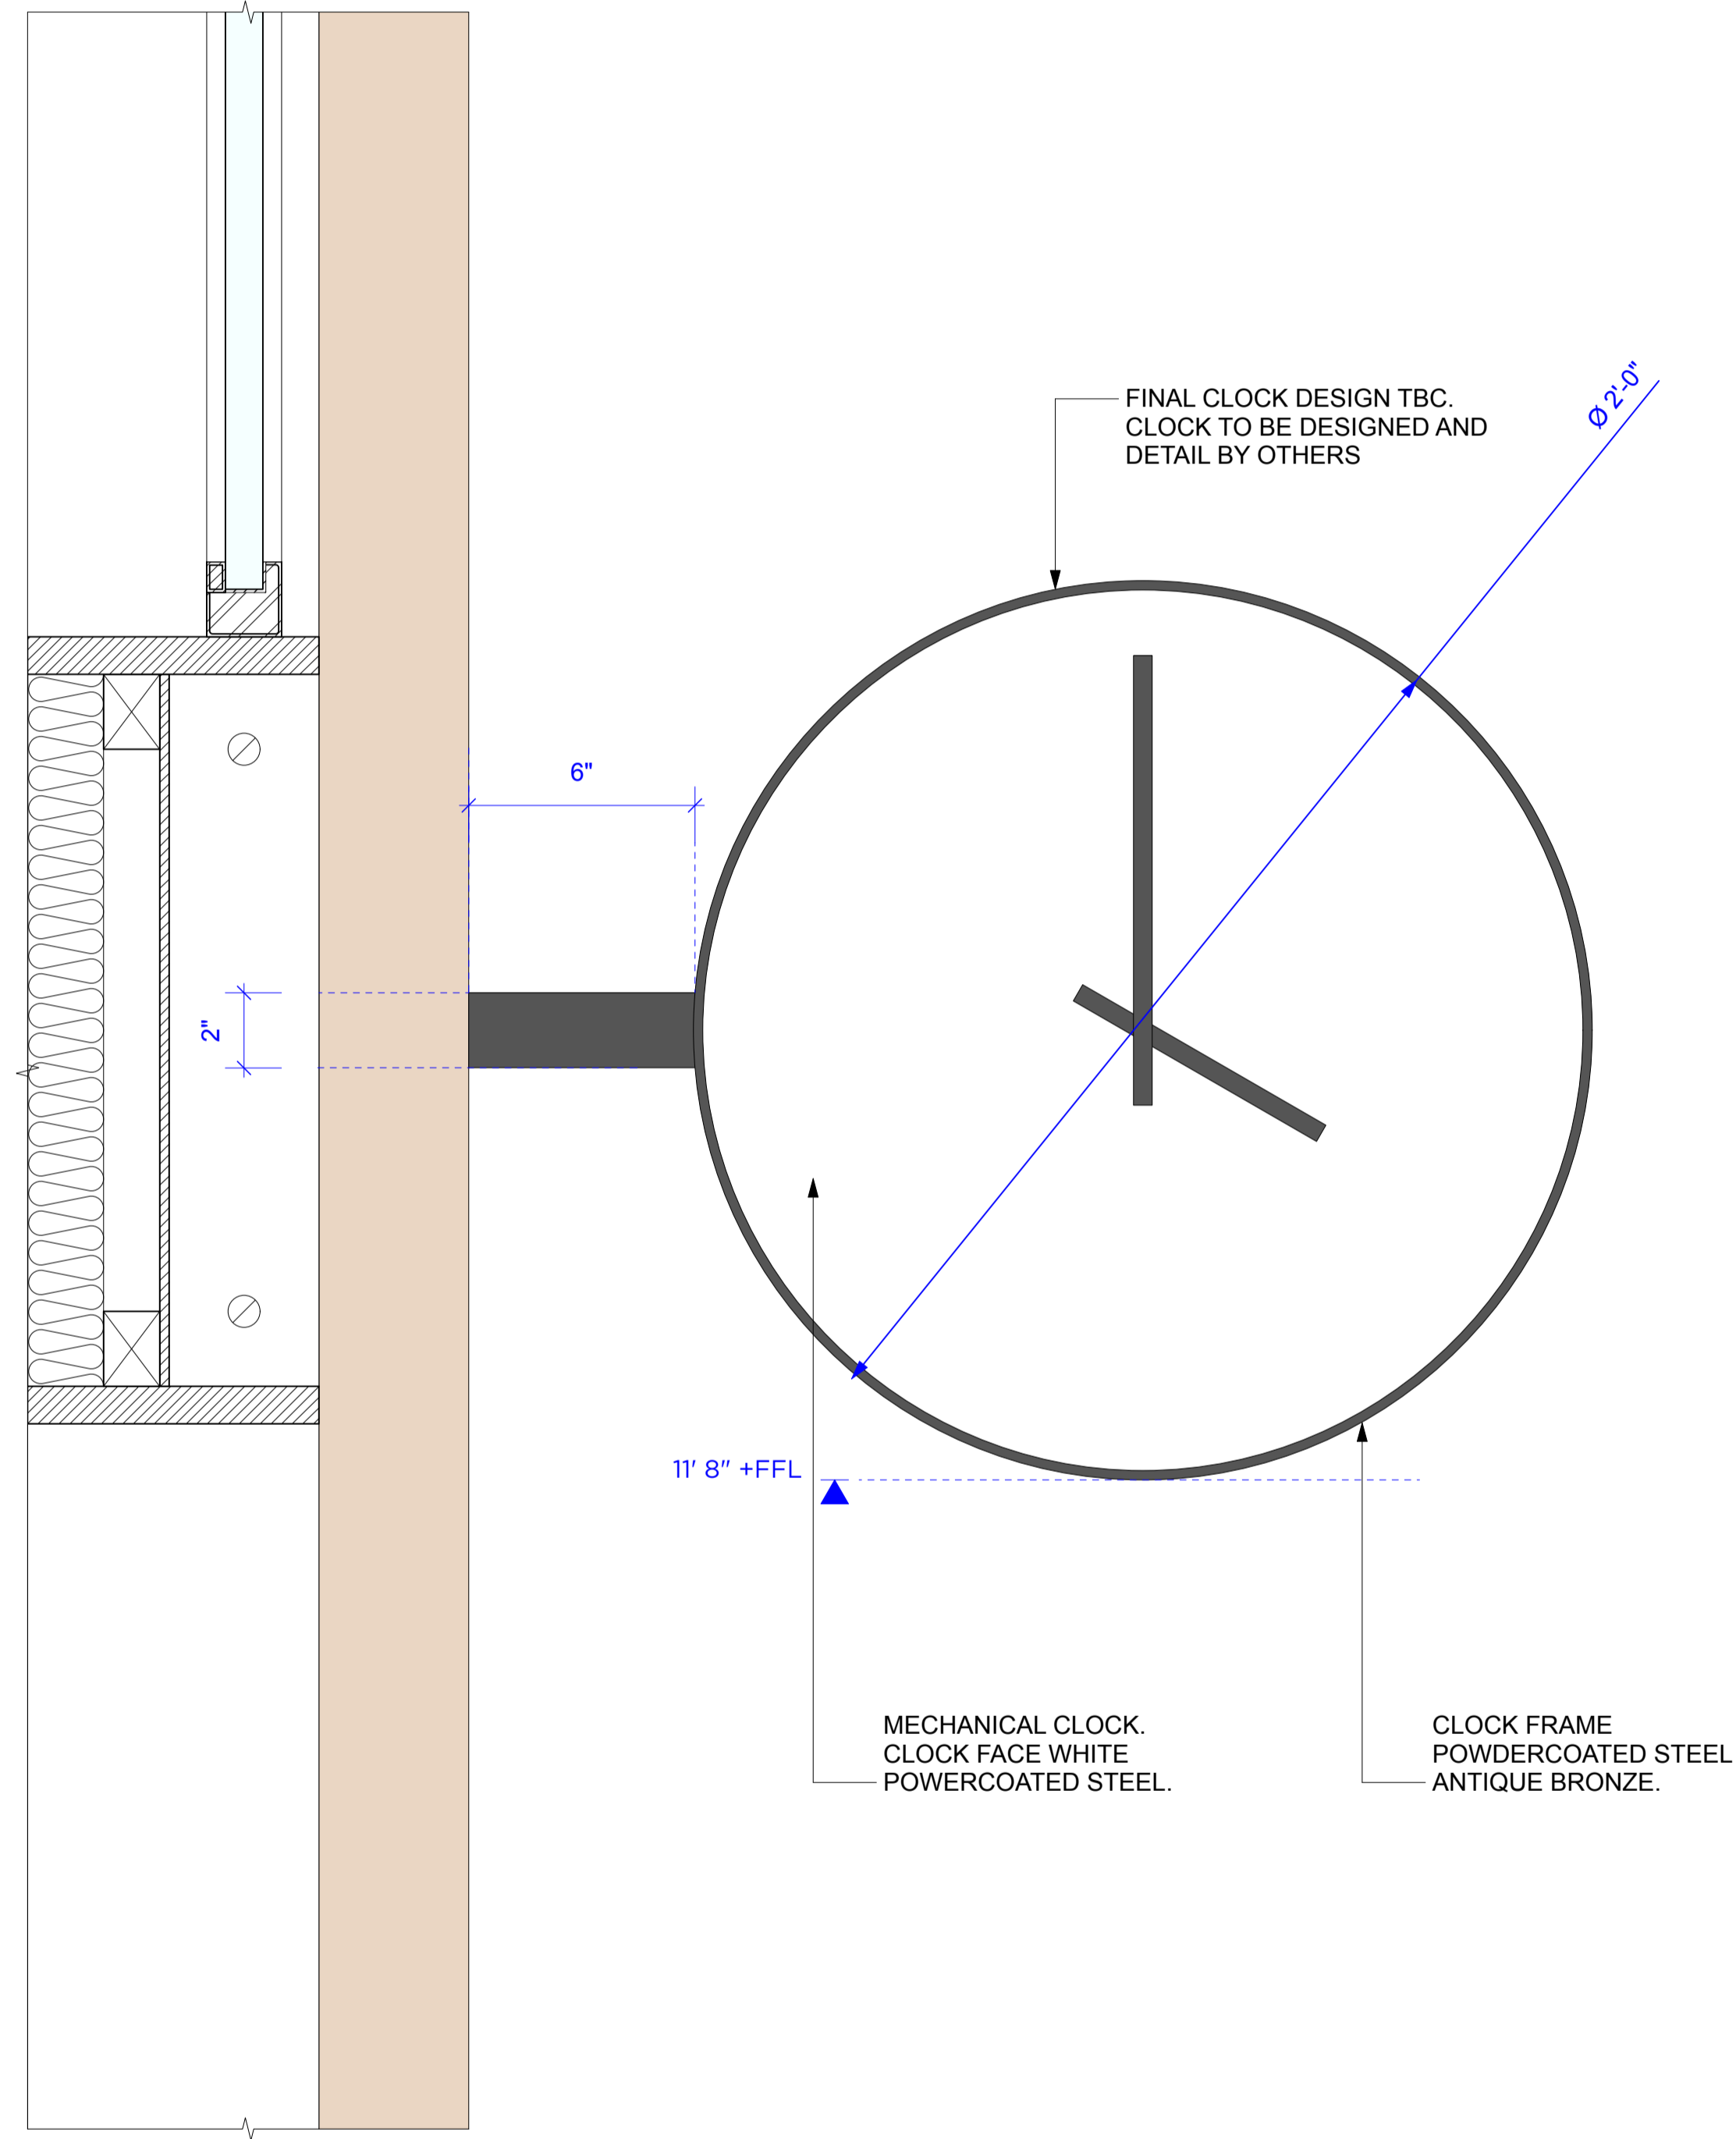 FINAL CLOCK DESIGN TBC.
CLOCK TO BE DESIGNED AND
DETAIL BY OTHERS
Ø 2'-0"
6"
2"
11' 8" +FFL
MECHANICAL CLOCK.
CLOCK FACE WHITE
POWERCOATED STEEL.
CLOCK FRAME
POWDERCOATED STEEL
ANTIQUE BRONZE.